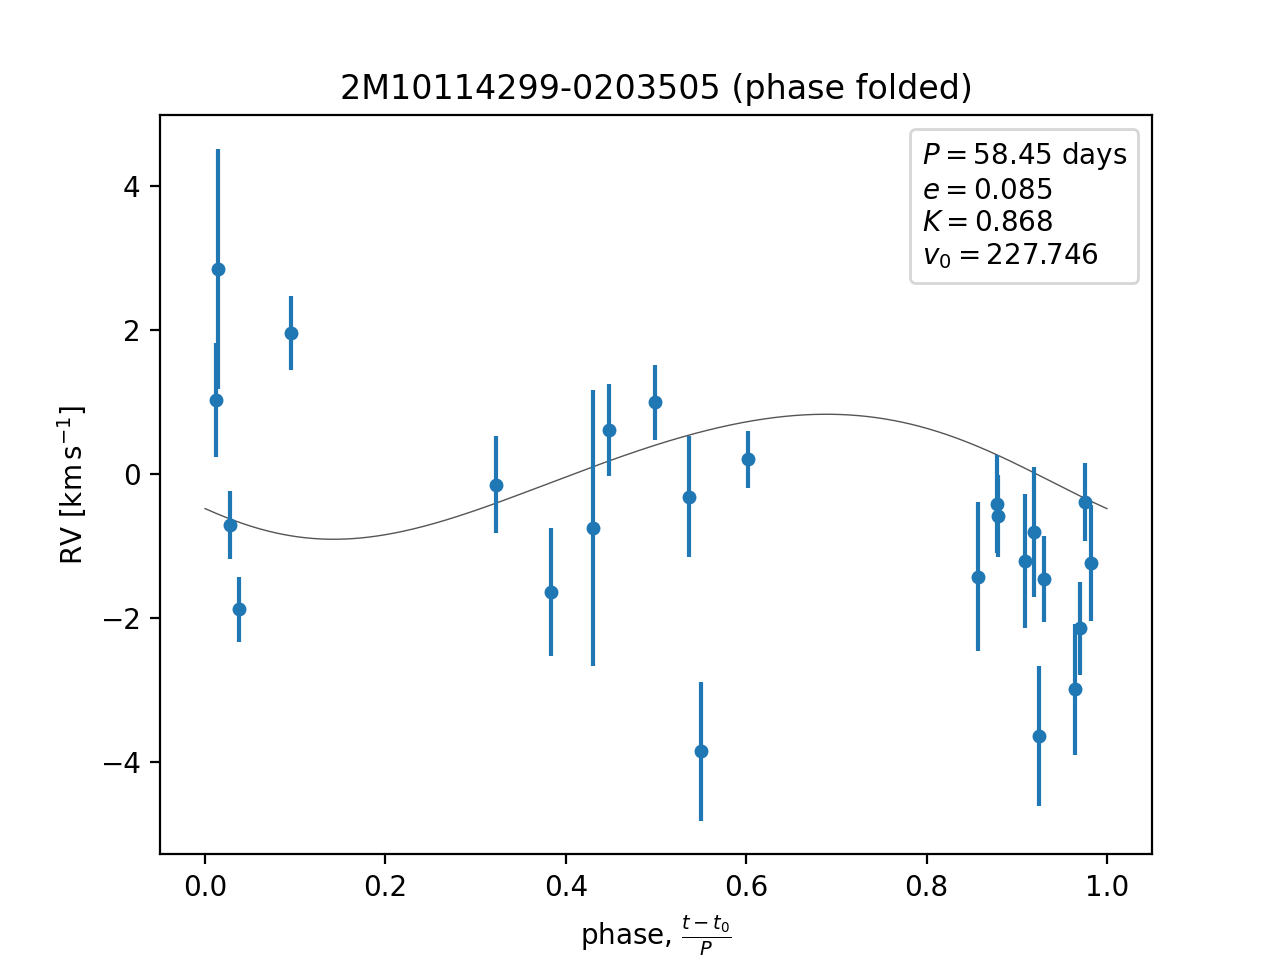 2M10114299-0203505 (phase folded)
P = 58.45 days
e = 0.085
K = 0.868
v₀ = 227.746
RV [km s⁻¹]
4
2
0
−2
−4
0.0 0.2 0.4 0.6 0.8 1.0
phase, (t − t₀)/P